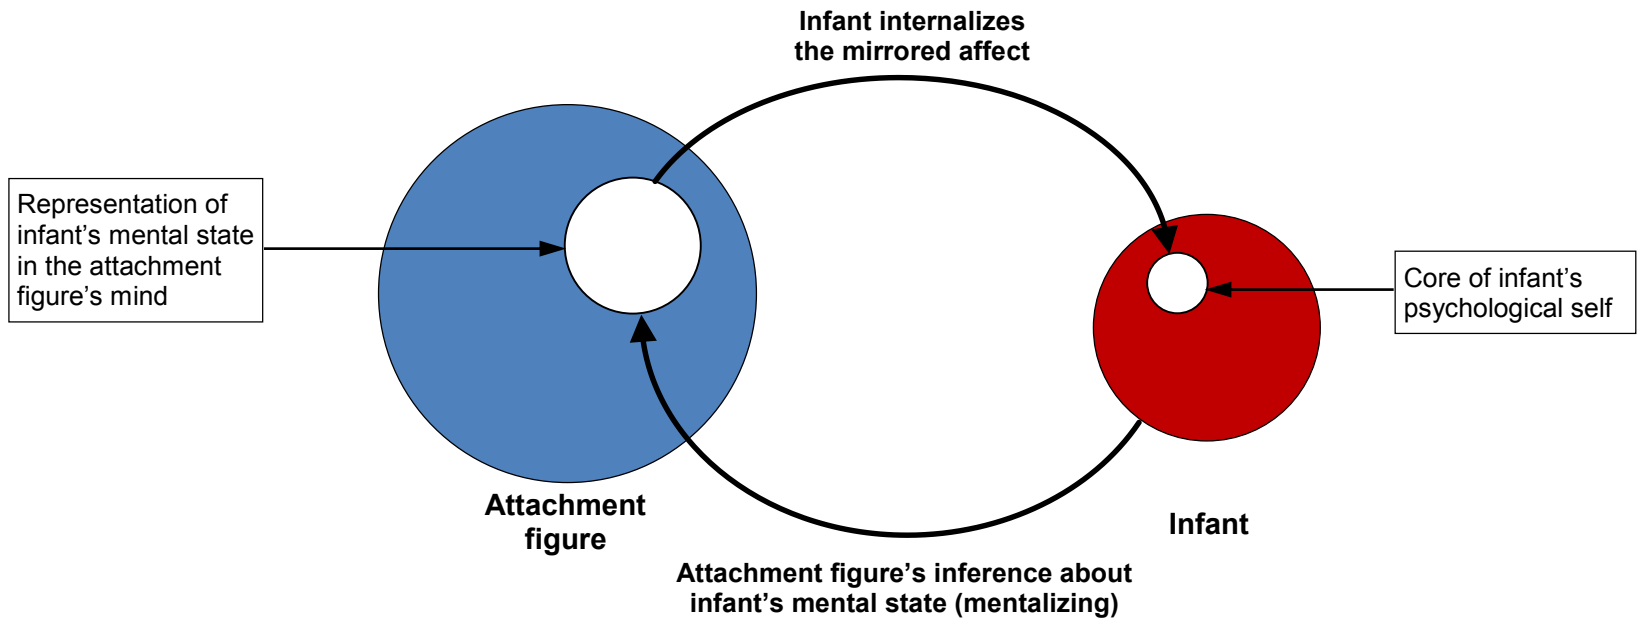 Infant internalizes
the mirrored affect
Representation of
infant’s mental state
in the attachment
figure’s mind
Core of infant’s
psychological self
Attachment
figure
Infant
Attachment figure’s inference about
infant’s mental state (mentalizing)